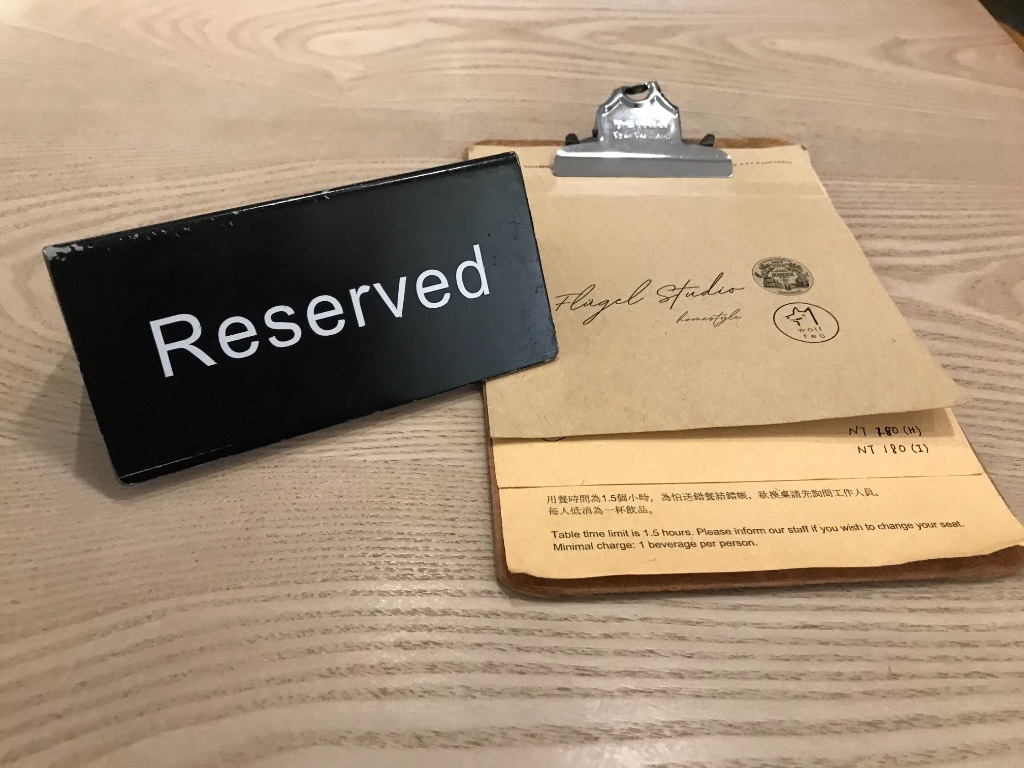 Reserved
Flügel Studio
homestyle
wolf
tea
NT 280 (H)
NT 180 (I)
用餐時間為1.5個小時，為怕送錯餐結錯帳，欲換桌請先詢問工作人員。
每人低消為一杯飲品。
Table time limit is 1.5 hours. Please inform our staff if you wish to change your seat.
Minimal charge: 1 beverage per person.